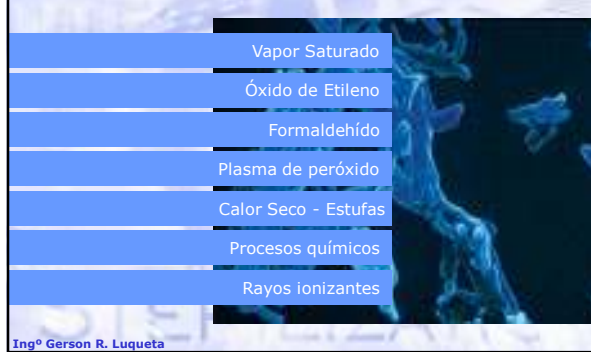 Vapor Saturado
Óxido de Etileno
Formaldehído
Plasma de peróxido
Calor Seco - Estufas
Procesos químicos
Rayos ionizantes
Ingº Gerson R. Luqueta